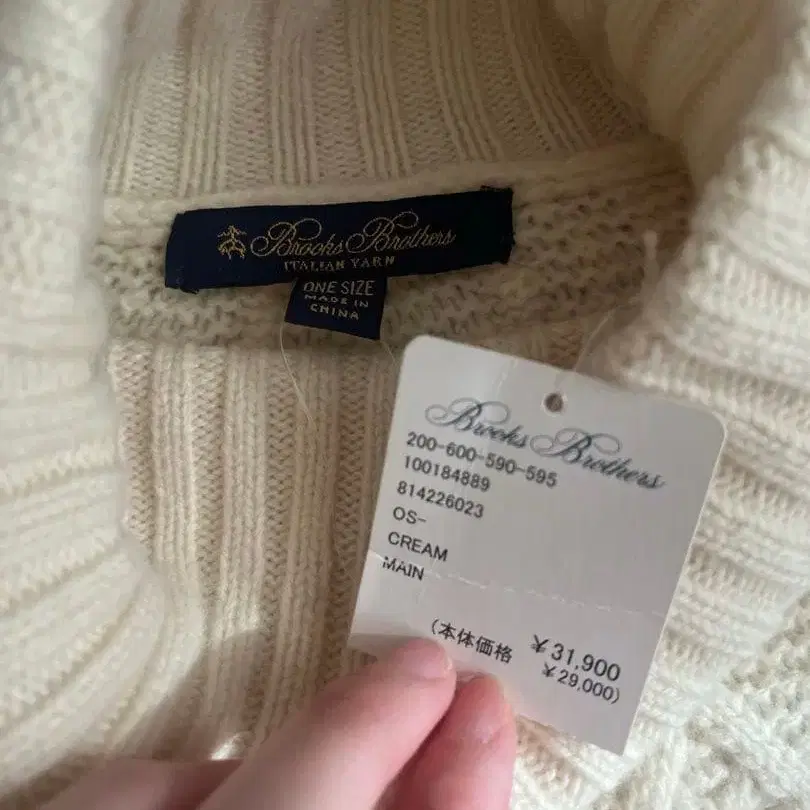 Brooks Brothers
ITALIAN YARN
ONE SIZE
MADE IN
CHINA
Brooks Brothers
200-600-590-595
100184889
814226023
OS-
CREAM
MAIN
¥31,900
(本体価格 ¥29,000)